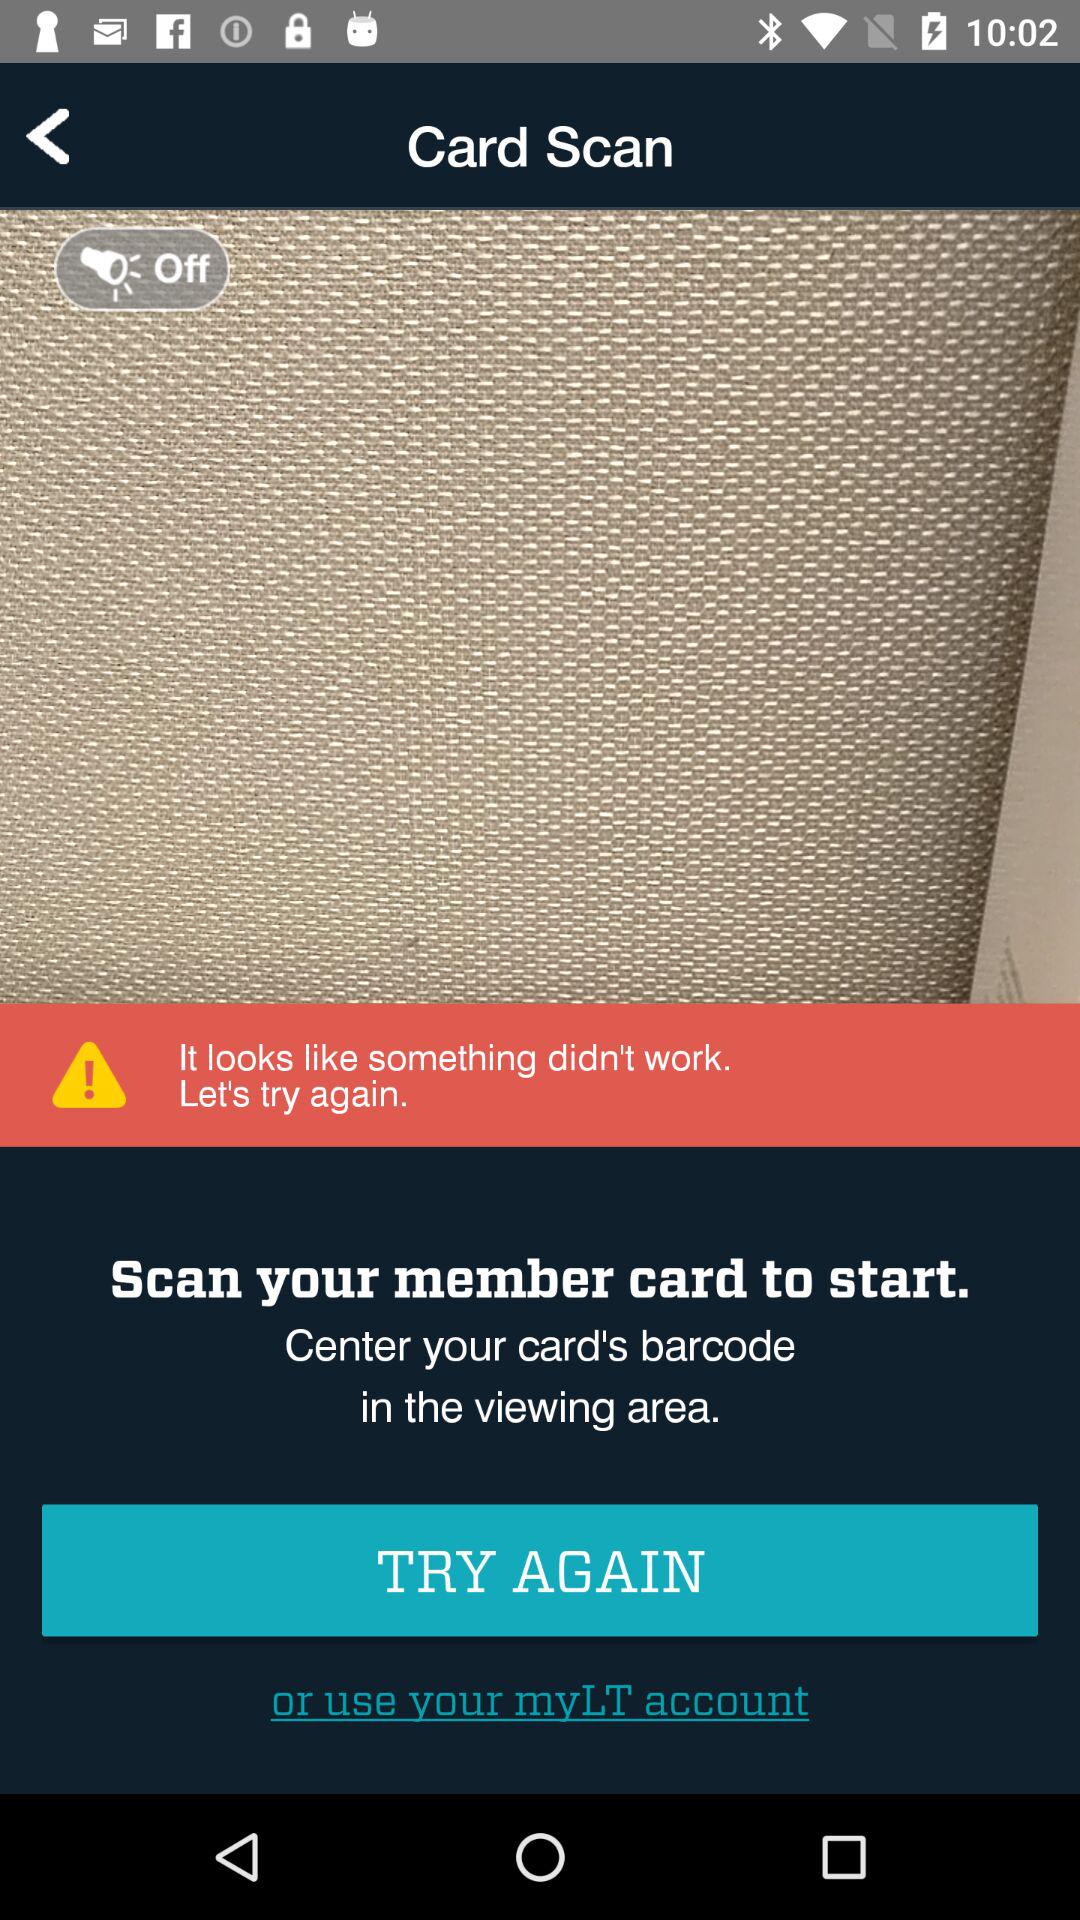 10:02
Card Scan
Off
It looks like something didn't work.
Let's try again.
Scan your member card to start.
Center your card's barcode
in the viewing area.
TRY AGAIN
or use your myLT account